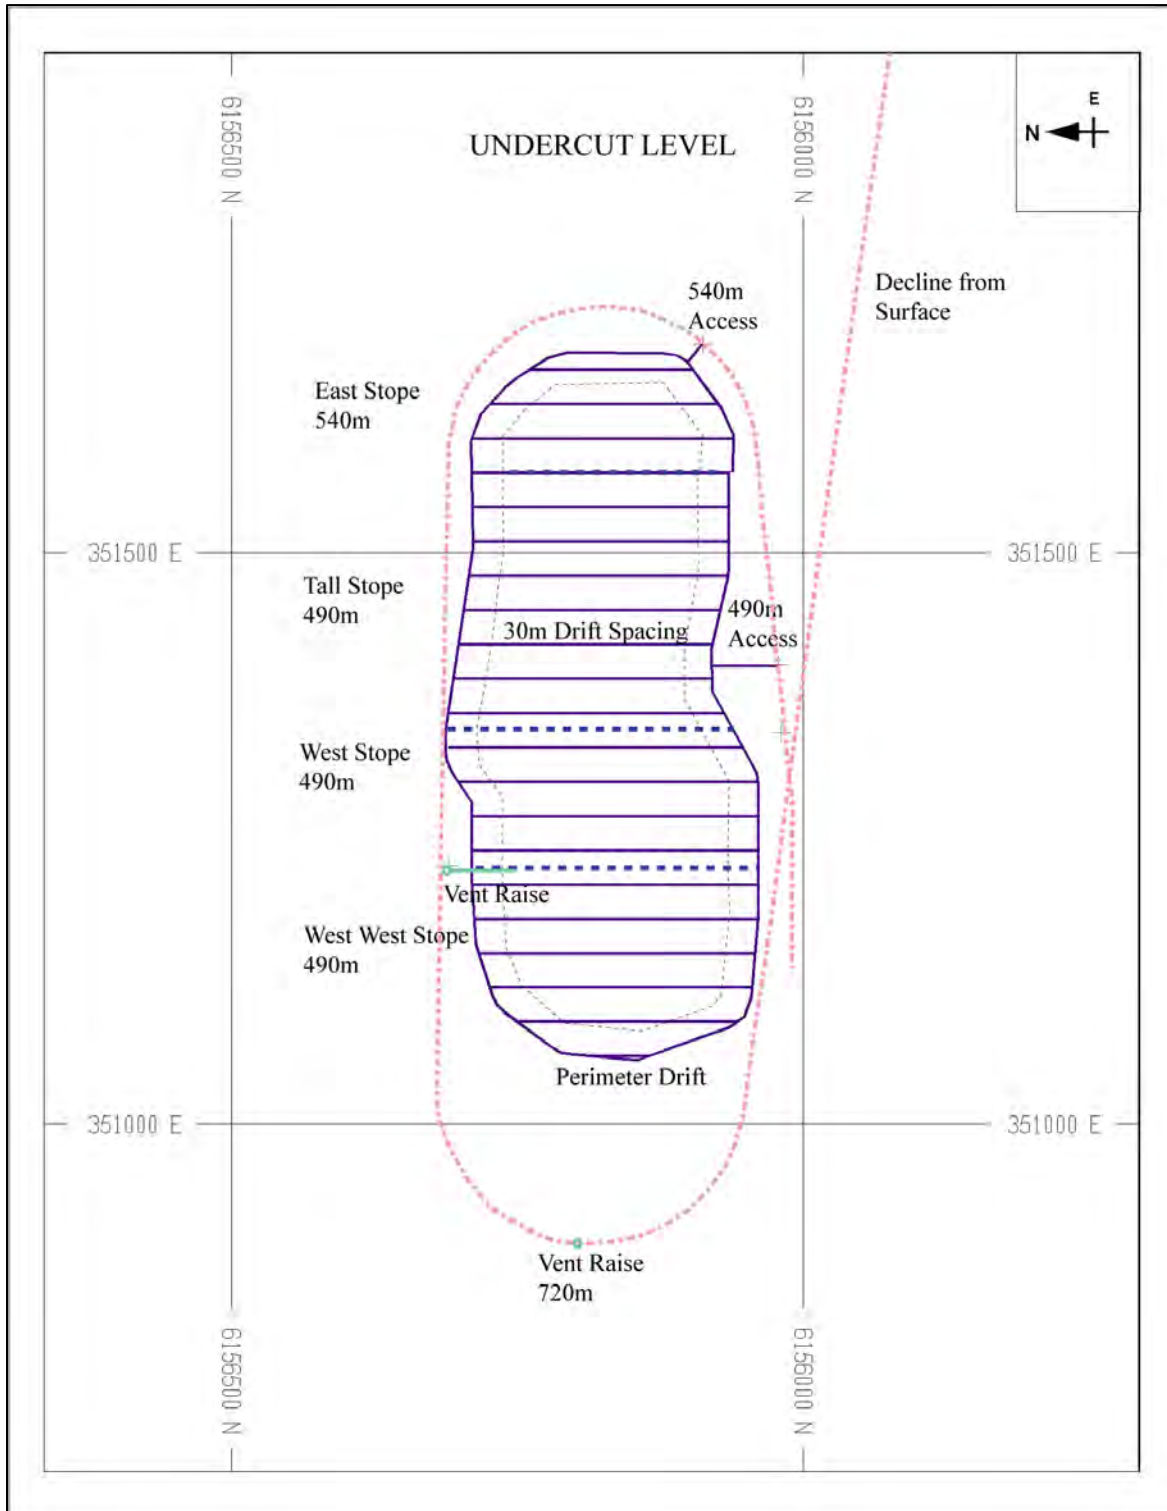 6156500 N
6156000 N
E
N
UNDERCUT LEVEL
Decline from
Surface
540m
Access
East Stope
540m
351500 E
351500 E
Tall Stope
490m
490m
Access
30m Drift Spacing
West Stope
490m
Vent Raise
West West Stope
490m
Perimeter Drift
351000 E
351000 E
Vent Raise
720m
6156500 N
6156000 N